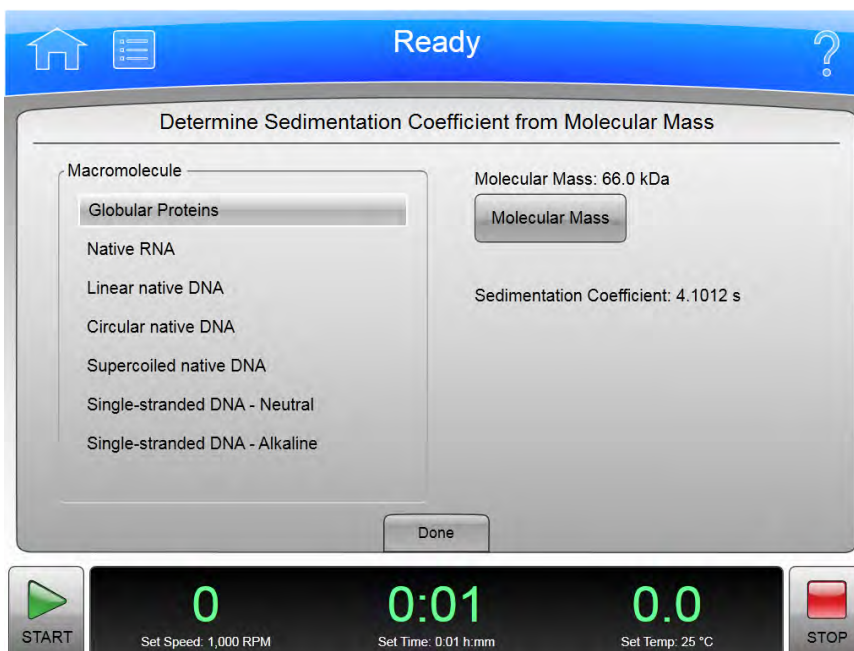 Ready
Determine Sedimentation Coefficient from Molecular Mass
Macromolecule
Globular Proteins
Native RNA
Linear native DNA
Circular native DNA
Supercoiled native DNA
Single-stranded DNA - Neutral
Single-stranded DNA - Alkaline
Molecular Mass: 66.0 kDa
Molecular Mass
Sedimentation Coefficient: 4.1012 s
Done
START
0
Set Speed: 1,000 RPM
0:01
Set Time: 0:01 h:mm
0.0
Set Temp: 25 °C
STOP